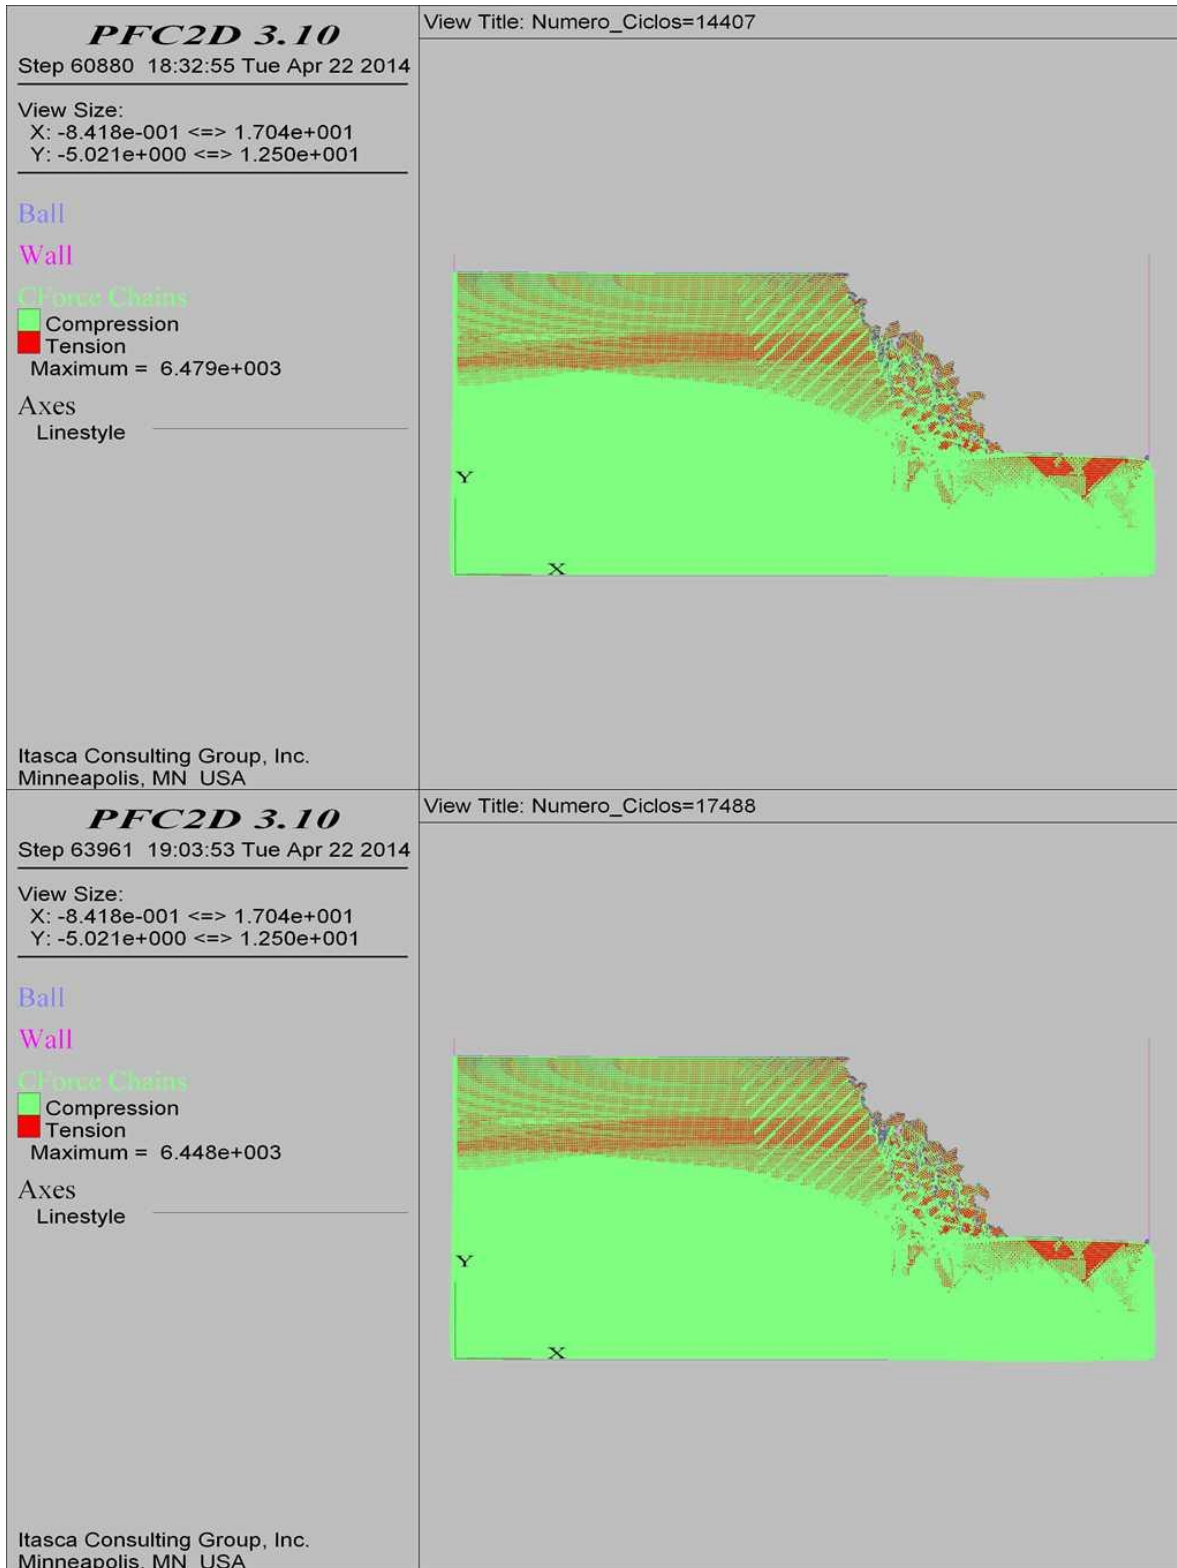 PFC2D 3.10
Step 60880 18:32:55 Tue Apr 22 2014
View Size:
X: -8.418e-001 <=> 1.704e+001
Y: -5.021e+000 <=> 1.250e+001
Ball
Wall
CForce Chains
Compression
Tension
Maximum = 6.479e+003
Axes
Linestyle
Itasca Consulting Group, Inc.
Minneapolis, MN USA
View Title: Numero_Ciclos=14407
Y
X
PFC2D 3.10
Step 63961 19:03:53 Tue Apr 22 2014
View Size:
X: -8.418e-001 <=> 1.704e+001
Y: -5.021e+000 <=> 1.250e+001
Ball
Wall
CForce Chains
Compression
Tension
Maximum = 6.448e+003
Axes
Linestyle
Itasca Consulting Group, Inc.
Minneapolis, MN USA
View Title: Numero_Ciclos=17488
Y
X